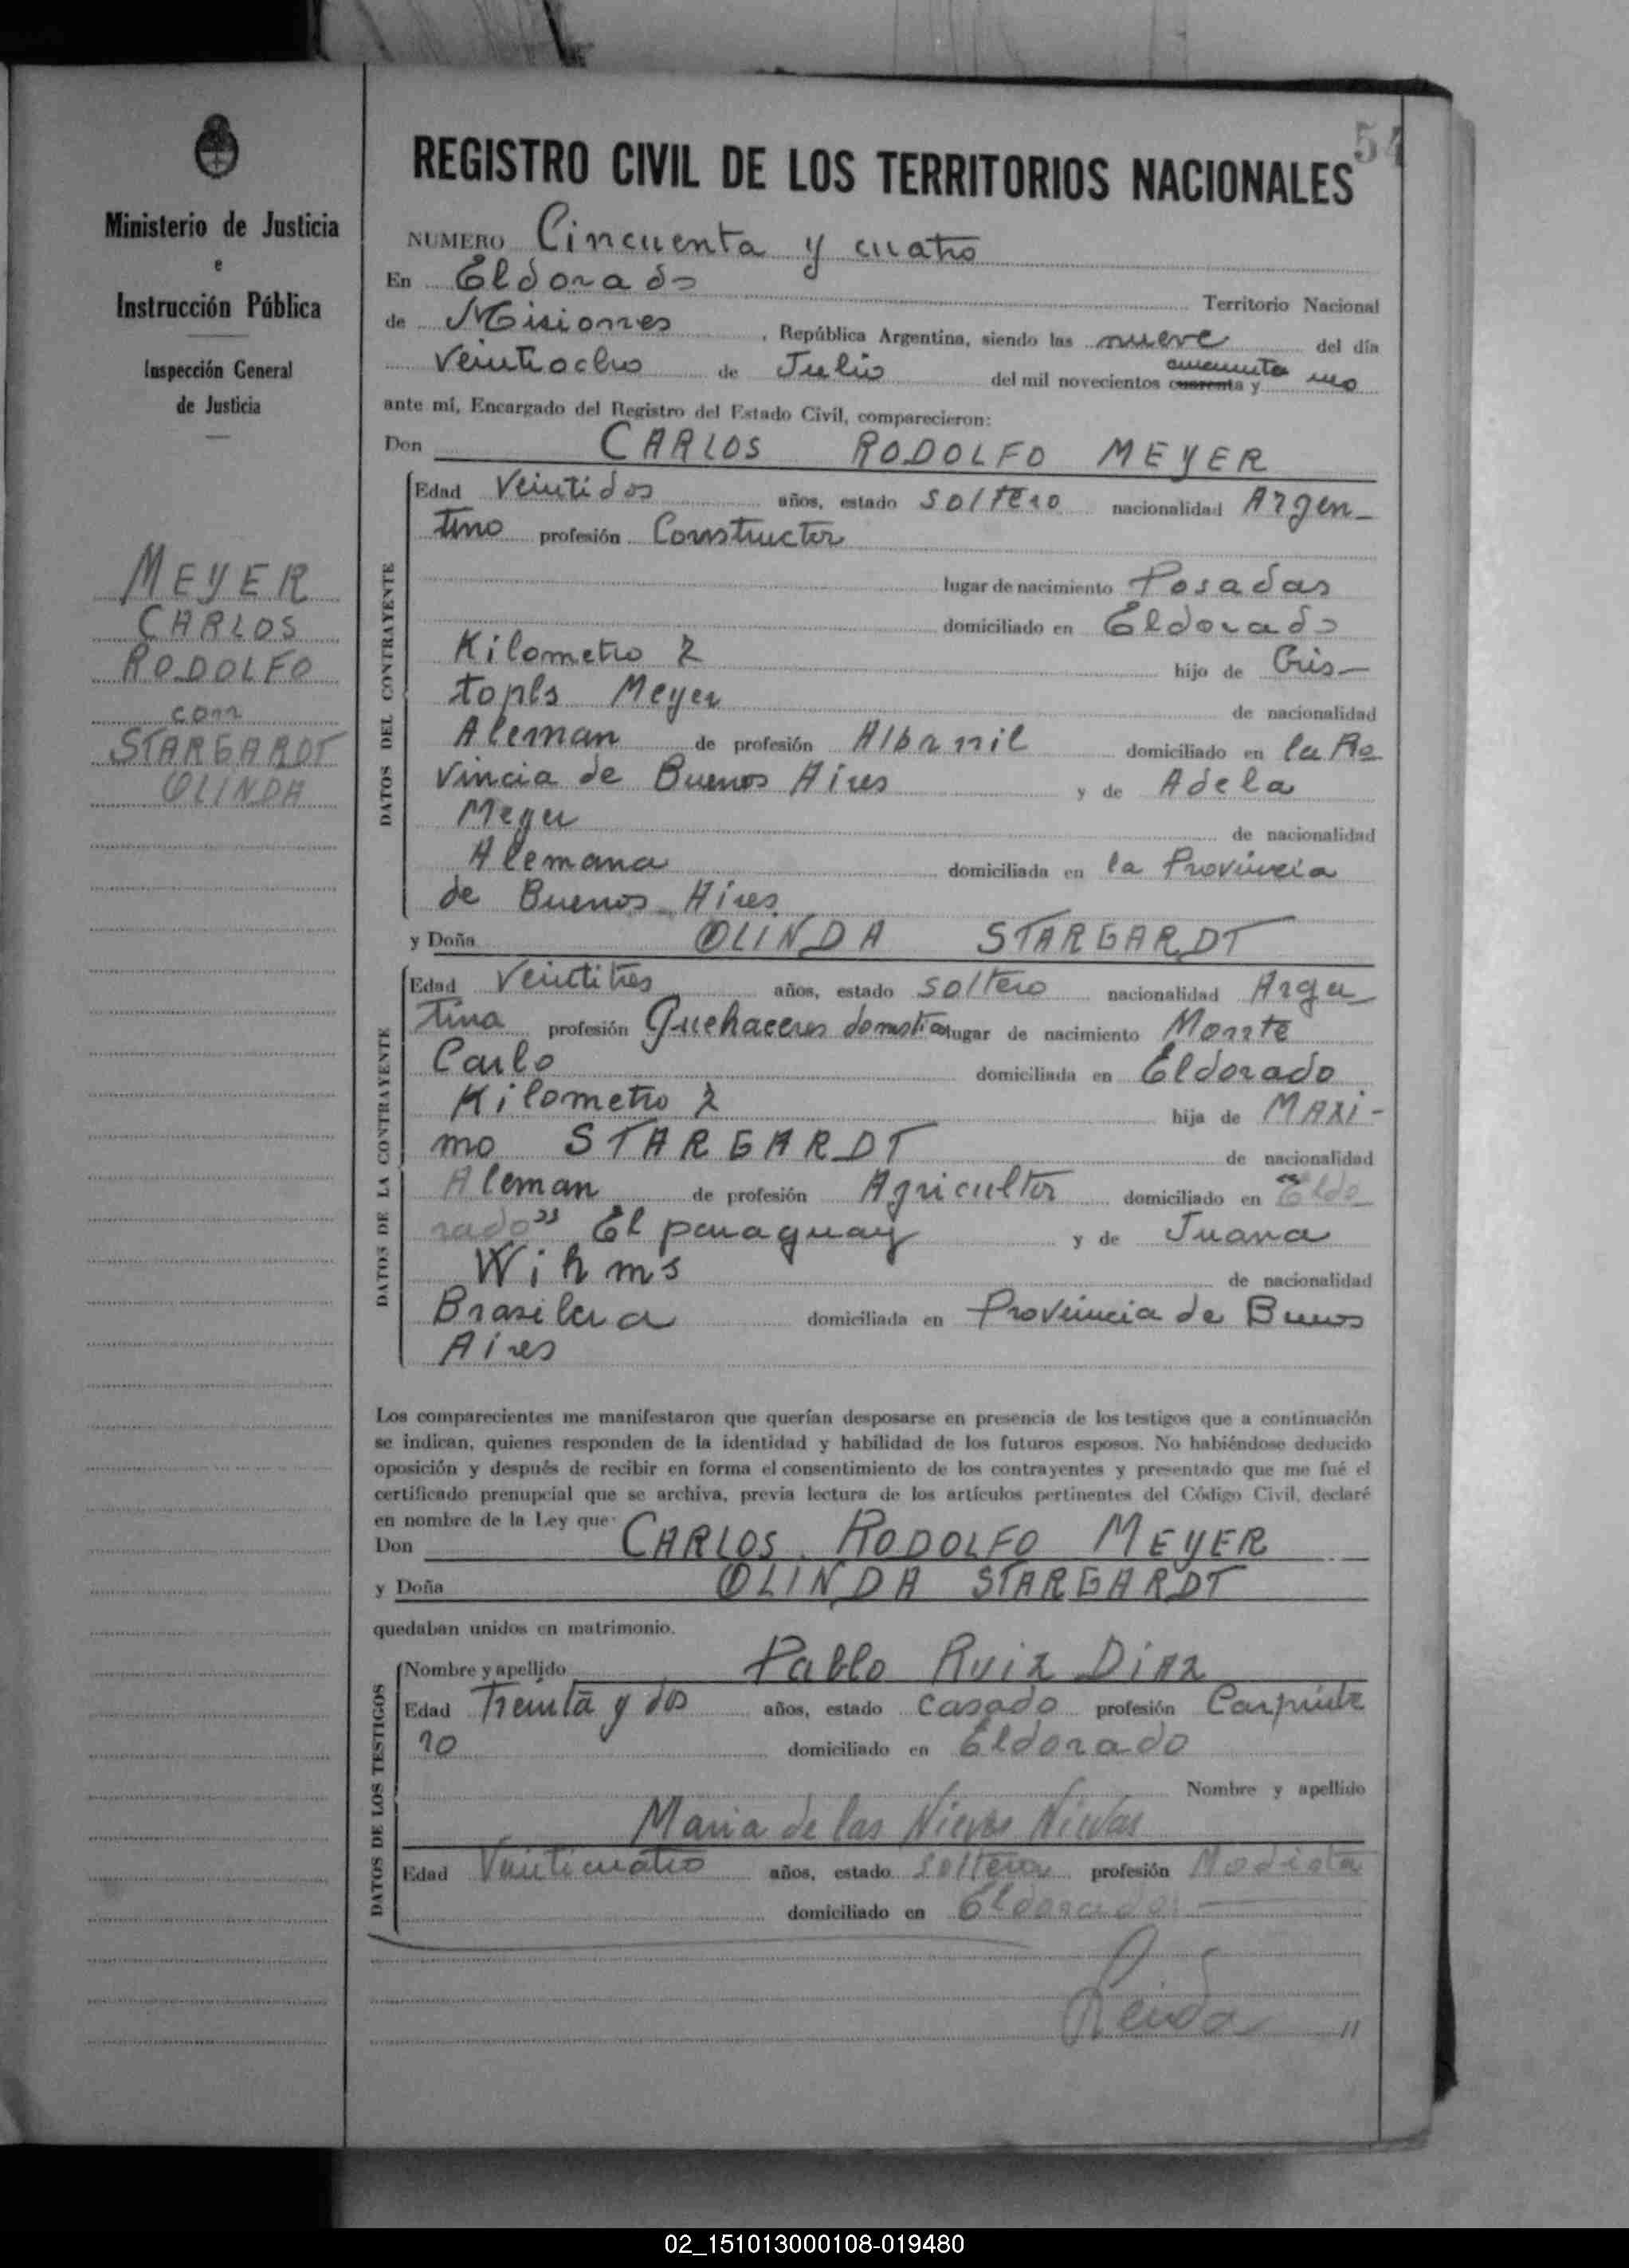 54
REGISTRO CIVIL DE LOS TERRITORIOS NACIONALES
Ministerio de Justicia
e
Instrucción Pública
Inspección General
de Justicia
MEYER
CARLOS
RODOLFO
con
STARGARDT
OLINDA
NUMERO Cincuenta y cuatro
En Eldorado Territorio Nacional
de Misiones, República Argentina, siendo las nueve del día
veintiocho de Julio del mil novecientos cuarenta y cincuenta uno
ante mí, Encargado del Registro del Estado Civil, comparecieron:
Don CARLOS RODOLFO MEYER
DATOS DEL CONTRAYENTE
Edad Veintidos años, estado soltero nacionalidad Argen-
tino profesión Constructor
lugar de nacimiento Posadas
domiciliado en Eldorado
Kilometro 2 hijo de Cris-
topls Meyer de nacionalidad
Aleman de profesión Albanil domiciliado en la Pro
vincia de Buenos Aires y de Adela
Meyer de nacionalidad
Alemana domiciliada en la Provincia
de Buenos Aires
y Doña OLINDA STARGARDT
DATOS DE LA CONTRAYENTE
Edad Veintitres años, estado soltero nacionalidad Argen
tina profesión Quehaceres domesticos lugar de nacimiento Monte
Carlo domiciliada en Eldorado
Kilometro 2 hija de MAXI-
mo STARGARDT de nacionalidad
Aleman de profesión Agricultor domiciliado en "Eldo
rado" El paraguay y de Juana
Wihms de nacionalidad
Brasilera domiciliada en Provincia de Buenos
Aires
Los comparecientes me manifestaron que querían desposarse en presencia de los testigos que a continuación
se indican, quienes responden de la identidad y habilidad de los futuros esposos. No habiéndose deducido
oposición y después de recibir en forma el consentimiento de los contrayentes y presentado que me fué el
certificado prenupcial que se archiva, previa lectura de los artículos pertinentes del Código Civil, declaré
en nombre de la Ley que
Don CARLOS RODOLFO MEYER
y Doña OLINDA STARGARDT
quedaban unidos en matrimonio.
DATOS DE LOS TESTIGOS
Nombre y apellido Pablo Ruiz Diaz
Edad Treinta y dos años, estado casado profesión Carpinte
ro domiciliado en Eldorado
Nombre y apellido
Maria de las Nieves Nievas
Edad Veinticuatro años, estado soltera profesión Modista
domiciliado en Eldorado
02_151013000108-019480